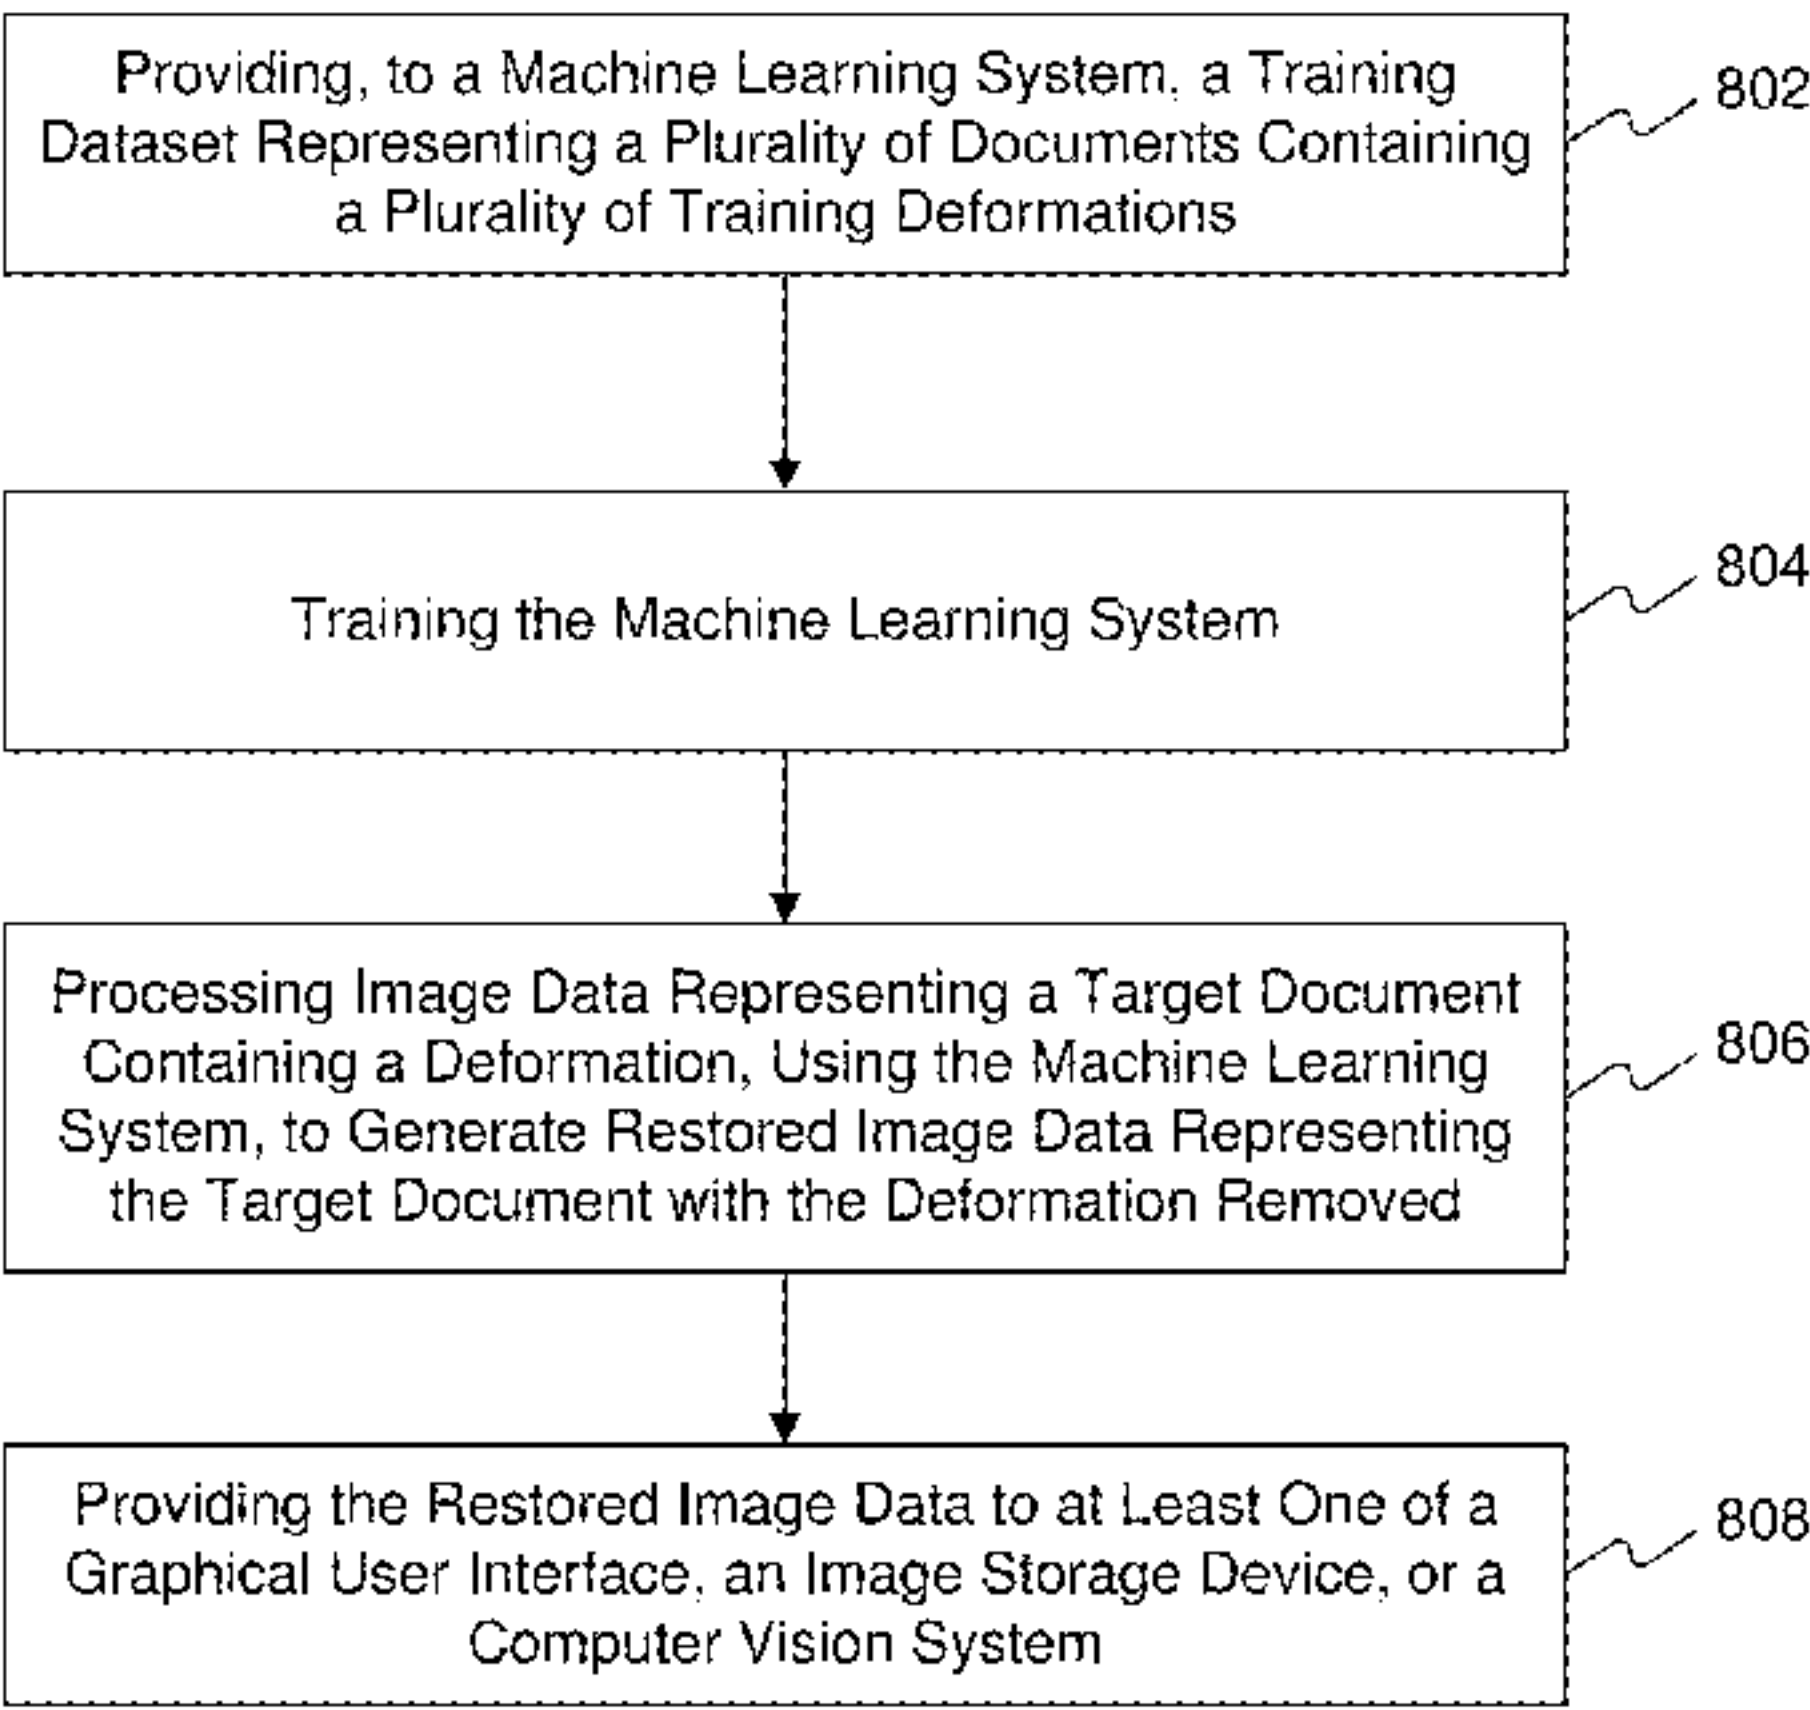 Providing, to a Machine Learning System, a Training
Dataset Representing a Plurality of Documents Containing
a Plurality of Training Deformations
802
Training the Machine Learning System
804
Processing Image Data Representing a Target Document
Containing a Deformation, Using the Machine Learning
System, to Generate Restored Image Data Representing
the Target Document with the Deformation Removed
806
Providing the Restored Image Data to at Least One of a
Graphical User Interface, an Image Storage Device, or a
Computer Vision System
808